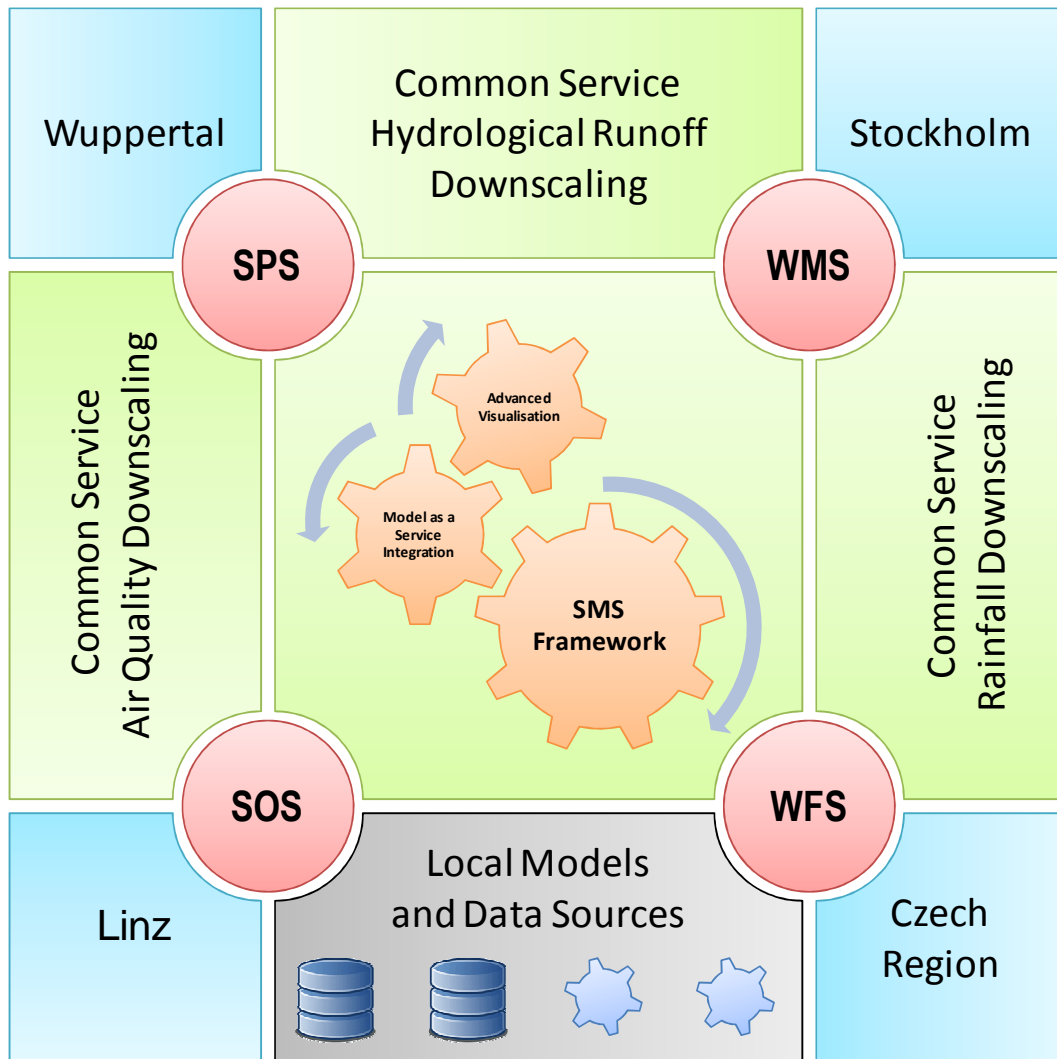 Wuppertal
Common Service
Hydrological Runoff
Downscaling
Stockholm
SPS
WMS
Common Service
Air Quality Downscaling
Advanced
Visualisation
Model as a
Service
Integration
SMS
Framework
Common Service
Rainfall Downscaling
SOS
WFS
Linz
Local Models
and Data Sources
Czech
Region